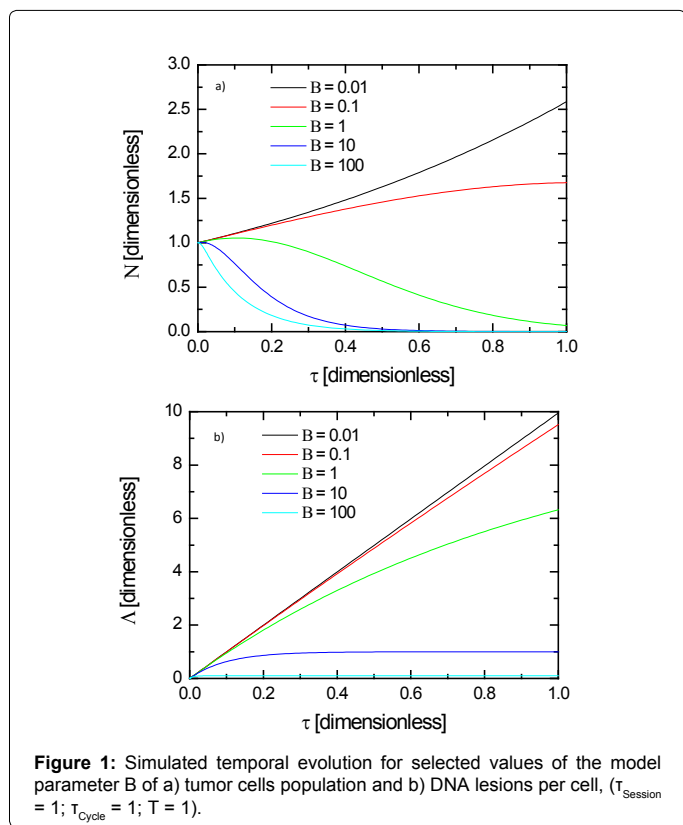 a)
B = 0.01
B = 0.1
B = 1
B = 10
B = 100
3.0
2.5
2.0
1.5
1.0
0.5
0.0
N [dimensionless]
0.0 0.2 0.4 0.6 0.8 1.0
τ [dimensionless]
b)
B = 0.01
B = 0.1
B = 1
B = 10
B = 100
10
8
6
4
2
0
Λ [dimensionless]
0.0 0.2 0.4 0.6 0.8 1.0
τ [dimensionless]
Figure 1: Simulated temporal evolution for selected values of the model
parameter B of a) tumor cells population and b) DNA lesions per cell, (τSession
= 1; τCycle = 1; T = 1).